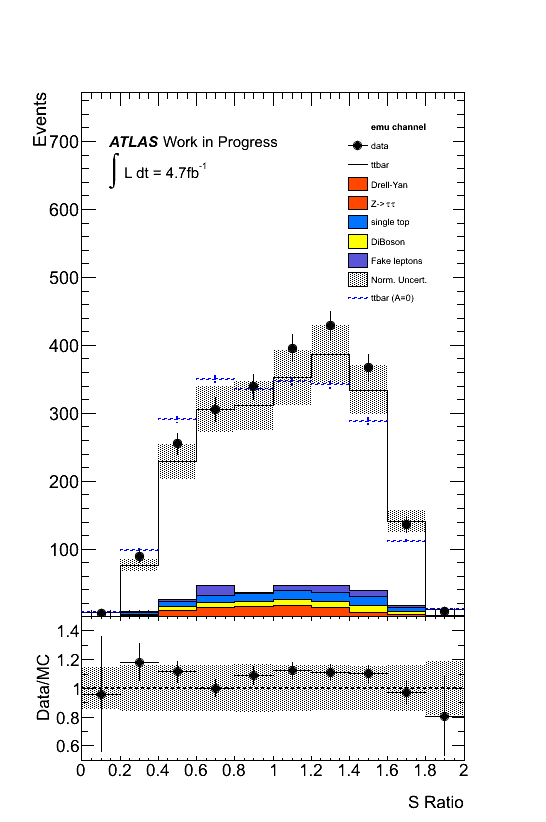 Events
700
600
500
400
300
200
100
ATLAS Work in Progress
∫ L dt = 4.7fb⁻¹
emu channel
data
ttbar
Drell-Yan
Z->ττ
single top
DiBoson
Fake leptons
Norm. Uncert.
ttbar (A=0)
Data/MC
1.4
1.2
1
0.8
0.6
0 0.2 0.4 0.6 0.8 1 1.2 1.4 1.6 1.8 2
S Ratio